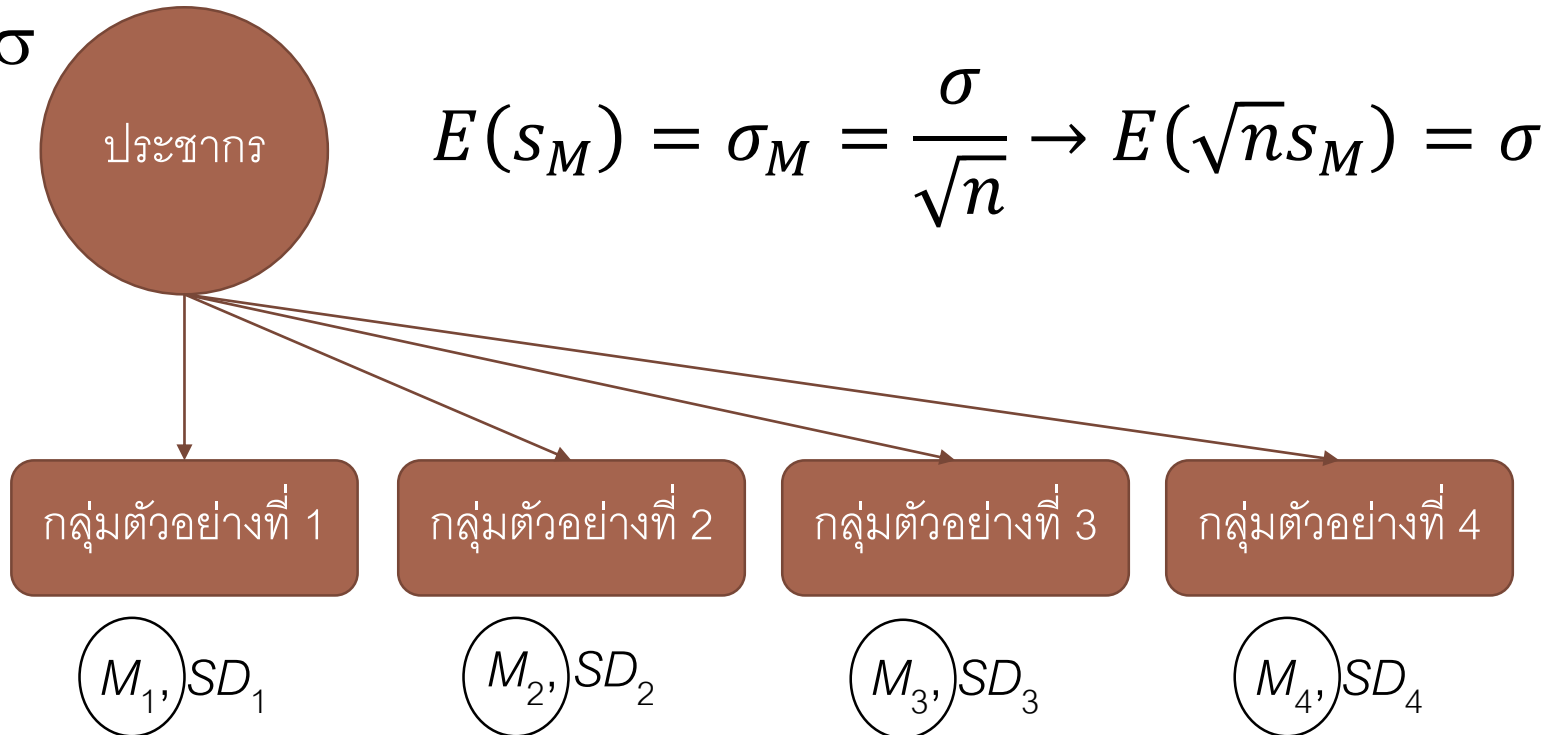 σ
ประชากร
E(s_M) = σ_M = σ/√n → E(√n s_M) = σ
กลุ่มตัวอย่างที่ 1
กลุ่มตัวอย่างที่ 2
กลุ่มตัวอย่างที่ 3
กลุ่มตัวอย่างที่ 4
M₁, SD₁
M₂, SD₂
M₃, SD₃
M₄, SD₄